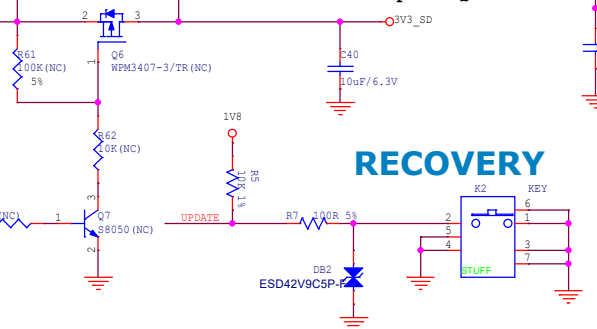 2
3
3V3_SD
R61
100K(NC)
5%
Q6
WPM3407-3/TR(NC)
1
C40
10uF/6.3V
R62
10K(NC)
1V8
R5
10K 1%
RECOVERY
K2
KEY
NC)
1
3
Q7
S8050(NC)
2
UPDATE
R7
100R 5%
2
5
4
6
1
3
7
STUFF
DB2
ESD42V9C5P-F